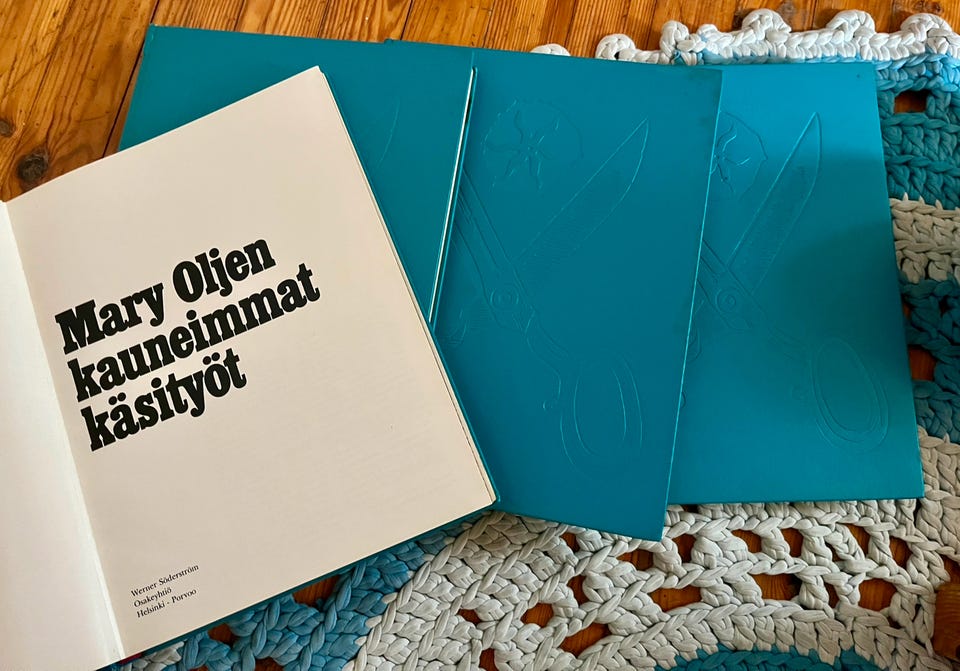 Mary Oljen
kauneimmat
käsityöt
Werner Söderström
Osakeyhtiö
Helsinki - Porvoo